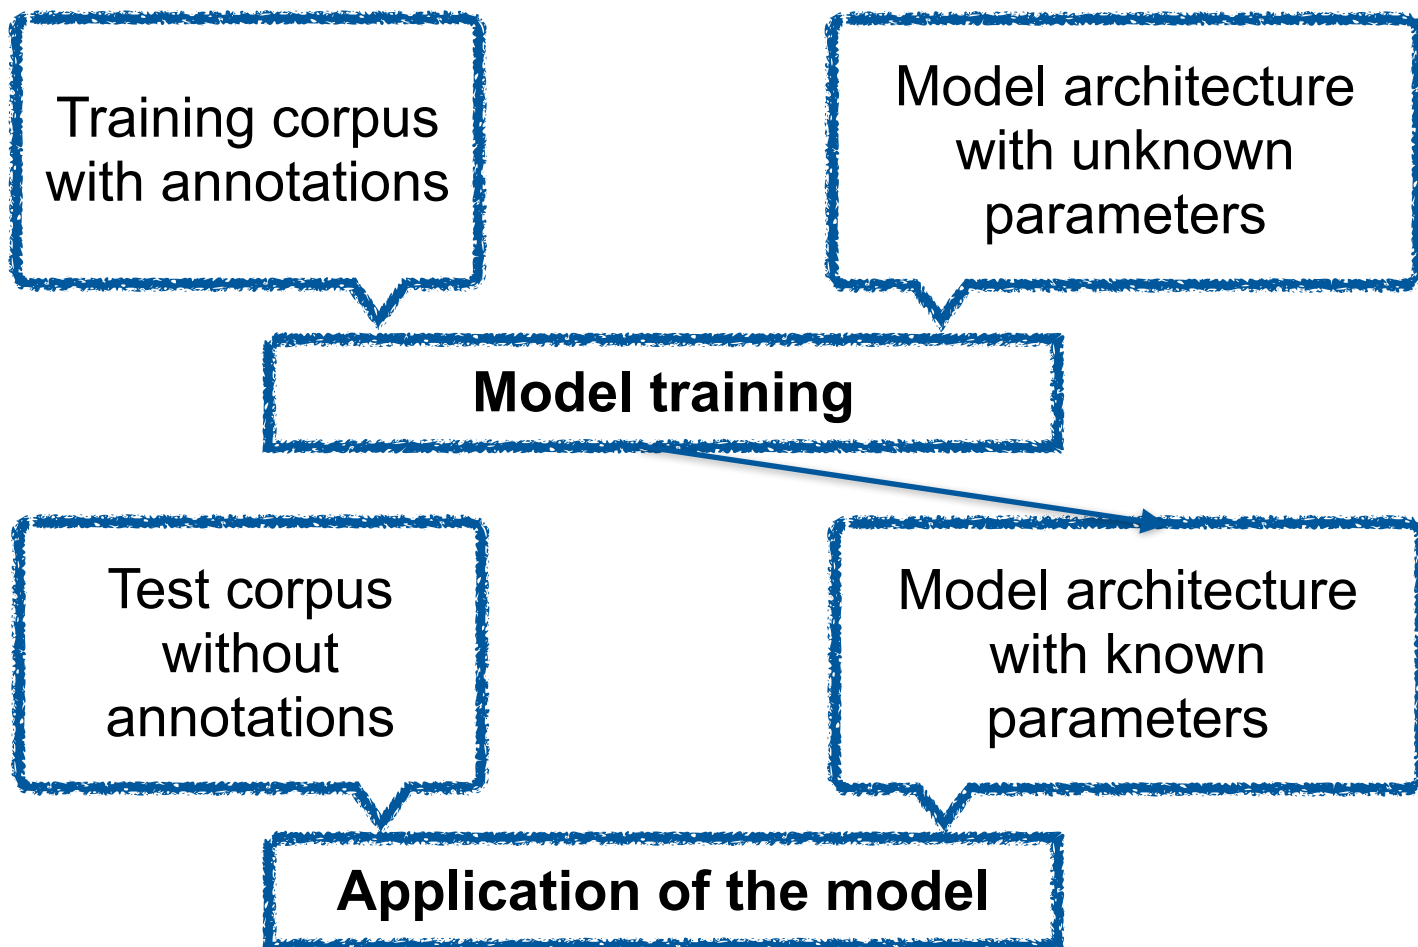 Training corpus
with annotations
Model architecture
with unknown
parameters
Model training
Test corpus
without
annotations
Model architecture
with known
parameters
Application of the model